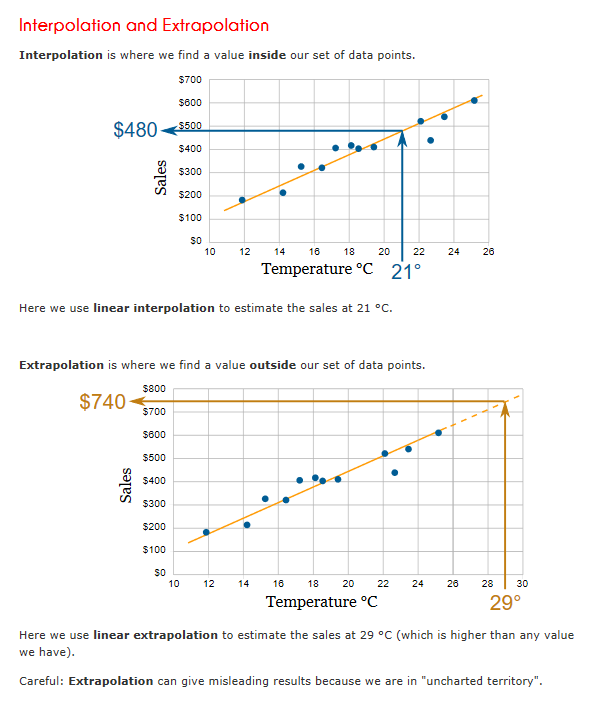 Interpolation and Extrapolation
Interpolation is where we find a value inside our set of data points.
$700
$600
$500
$480
$400
$300
$200
$100
$0
Sales
10 12 14 16 18 20 22 24 26
Temperature °C 21°
Here we use linear interpolation to estimate the sales at 21 °C.
Extrapolation is where we find a value outside our set of data points.
$800
$740
$700
$600
$500
$400
$300
$200
$100
$0
Sales
10 12 14 16 18 20 22 24 26 28 30
Temperature °C 29°
Here we use linear extrapolation to estimate the sales at 29 °C (which is higher than any value
we have).
Careful: Extrapolation can give misleading results because we are in "uncharted territory".